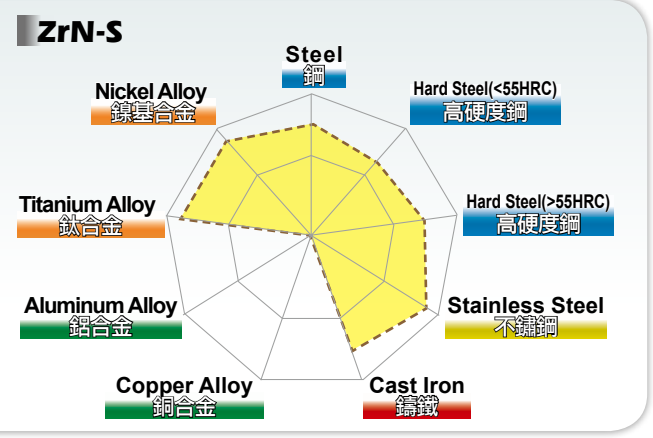 ZrN-S
Steel
鋼
Nickel Alloy
鎳基合金
Hard Steel(<55HRC)
高硬度鋼
Titanium Alloy
鈦合金
Hard Steel(>55HRC)
高硬度鋼
Aluminum Alloy
鋁合金
Stainless Steel
不鏽鋼
Copper Alloy
銅合金
Cast Iron
鑄鐵